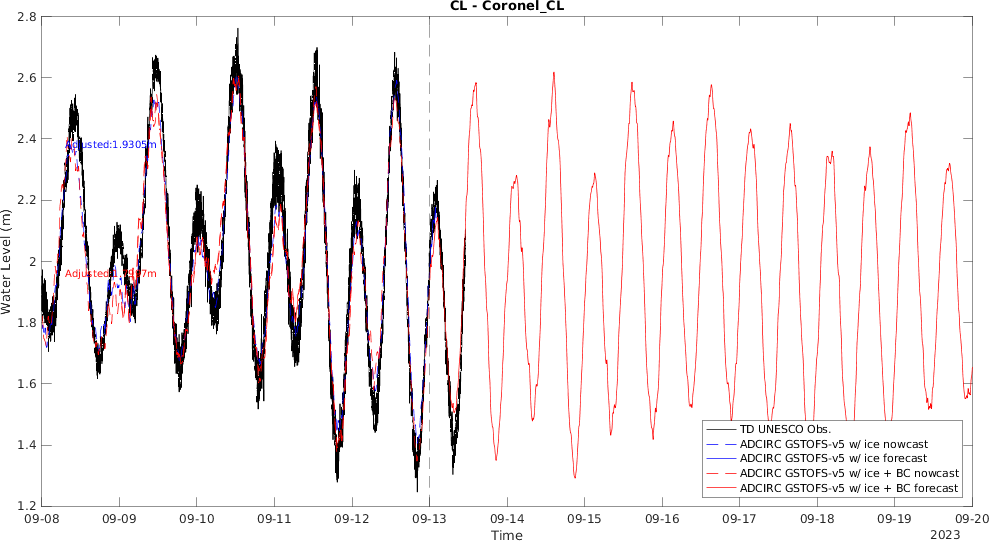 CL - Coronel_CL
Water Level (m)
2.8
2.6
2.4
2.2
2
1.8
1.6
1.4
1.2
Adjusted:1.9305m
TD UNESCO Obs.
ADCIRC GSTOFS-v5 w/ ice nowcast
ADCIRC GSTOFS-v5 w/ ice forecast
ADCIRC GSTOFS-v5 w/ ice + BC nowcast
ADCIRC GSTOFS-v5 w/ ice + BC forecast
09-08 09-09 09-10 09-11 09-12 09-13 09-14 09-15 09-16 09-17 09-18 09-19 09-20
Time
2023